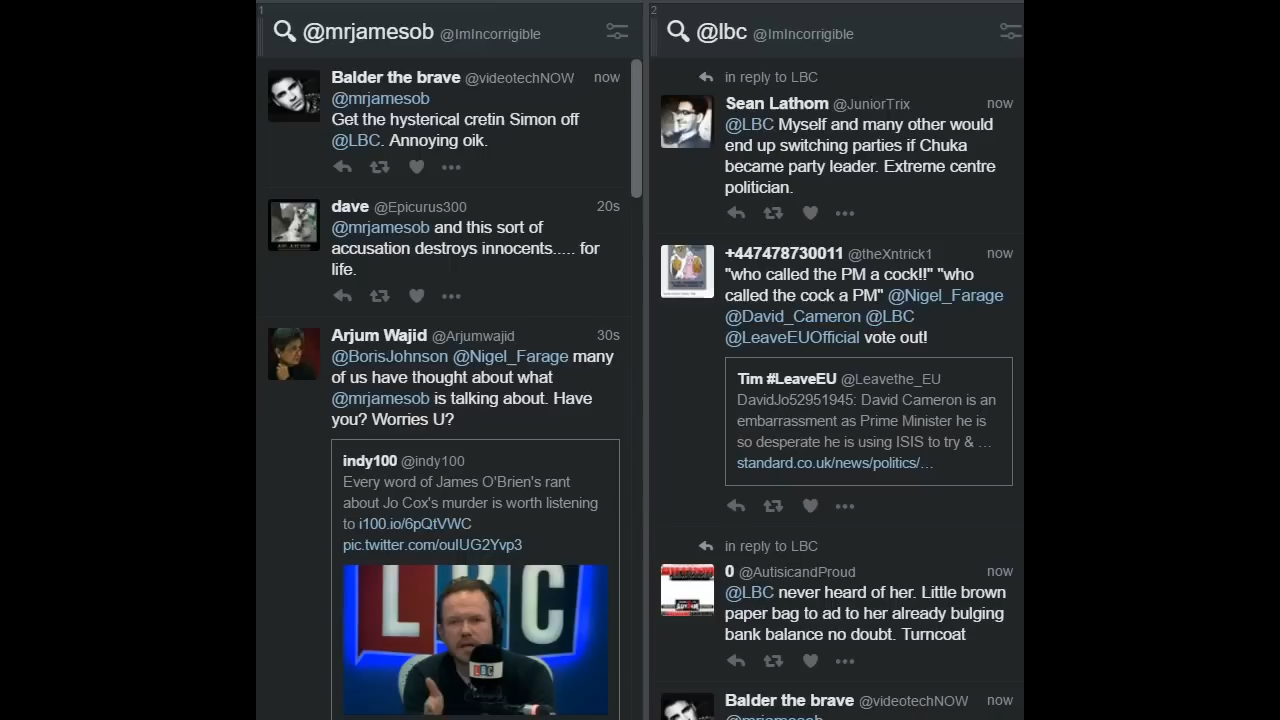 1
@mrjamesob @ImIncorrigible
Balder the brave @videotechNOW now
@mrjamesob
Get the hysterical cretin Simon off
@LBC. Annoying oik.
dave @Epicurus300 20s
@mrjamesob and this sort of
accusation destroys innocents..... for
life.
Arjum Wajid @Arjumwajid 30s
@BorisJohnson @Nigel_Farage many
of us have thought about what
@mrjamesob is talking about. Have
you? Worries U?
indy100 @indy100
Every word of James O'Brien's rant
about Jo Cox's murder is worth listening
to i100.io/6pQtVWC
pic.twitter.com/ouIUG2Yvp3
LBC
LBC
2
@lbc @ImIncorrigible
in reply to LBC
Sean Lathom @JuniorTrix now
@LBC Myself and many other would
end up switching parties if Chuka
became party leader. Extreme centre
politician.
+447478730011 @theXntrick1 now
"who called the PM a cock!!" "who
called the cock a PM" @Nigel_Farage
@David_Cameron @LBC
@LeaveEUOfficial vote out!
Tim #LeaveEU @Leavethe_EU
DavidJo52951945: David Cameron is an
embarrassment as Prime Minister he is
so desperate he is using ISIS to try & …
standard.co.uk/news/politics/…
in reply to LBC
0 @AutisicandProud now
@LBC never heard of her. Little brown
paper bag to ad to her already bulging
bank balance no doubt. Turncoat
Balder the brave @videotechNOW now
@mrjamesob